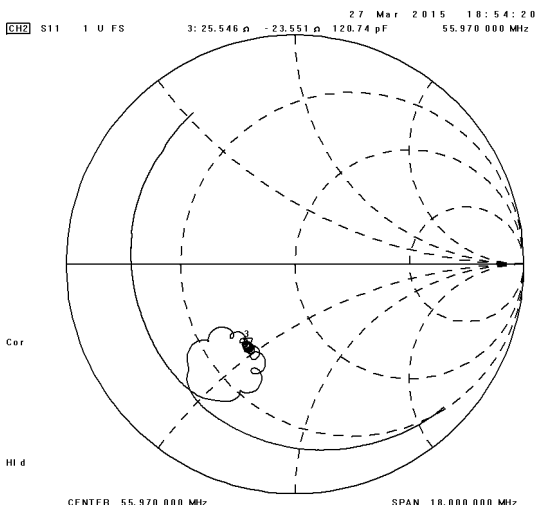 27 Mar 2015 18:54:20
CH2 S11 1 U FS 3: 25.546 Ω -23.551 Ω 120.74 pF 55.970 000 MHz
3
Cor
Hld
CENTER 55.970 000 MHz SPAN 18.000 000 MHz